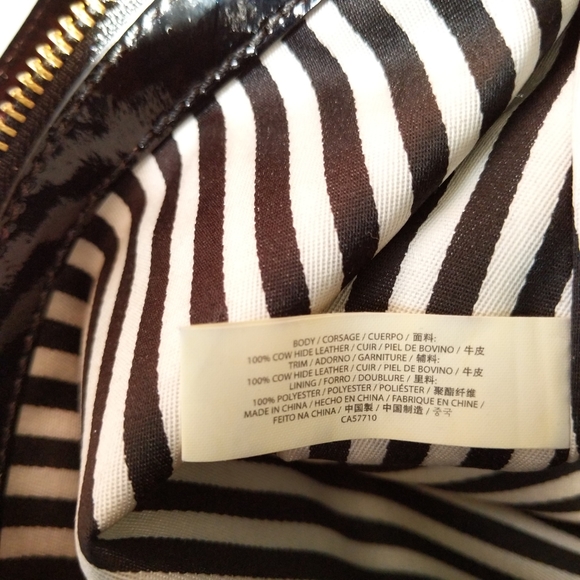 BODY / CORSAGE / CUERPO / 面料:
100% COW HIDE LEATHER / CUIR / PIEL DE BOVINO / 牛皮
TRIM / ADORNO / GARNITURE / 辅料:
100% COW HIDE LEATHER / CUIR / PIEL DE BOVINO / 牛皮
LINING / FORRO / DOUBLURE / 里料:
100% POLYESTER / POLYESTER / POLIÉSTER / 聚酯纤维
MADE IN CHINA / HECHO EN CHINA / FABRIQUE EN CHINE /
FEITO NA CHINA / 中国製 / 中国制造 / 중국
CA57710